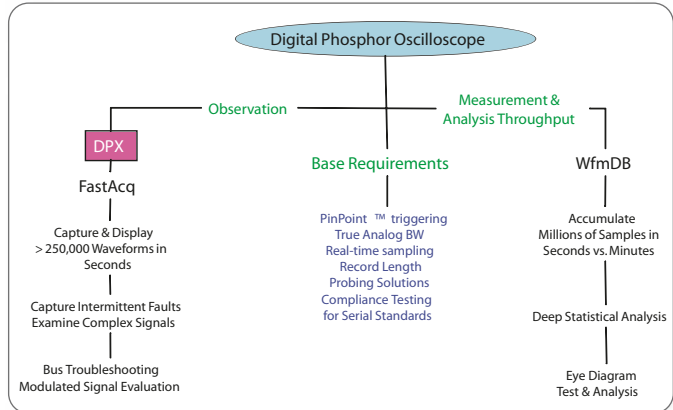 Digital Phosphor Oscilloscope
Observation
Measurement &
Analysis Throughput
DPX
FastAcq
Capture & Display
> 250,000 Waveforms in
Seconds
Capture Intermittent Faults
Examine Complex Signals
Bus Troubleshooting
Modulated Signal Evaluation
Base Requirements
PinPoint ™ triggering
True Analog BW
Real-time sampling
Record Length
Probing Solutions
Compliance Testing
for Serial Standards
WfmDB
Accumulate
Millions of Samples in
Seconds vs. Minutes
Deep Statistical Analysis
Eye Diagram
Test & Analysis